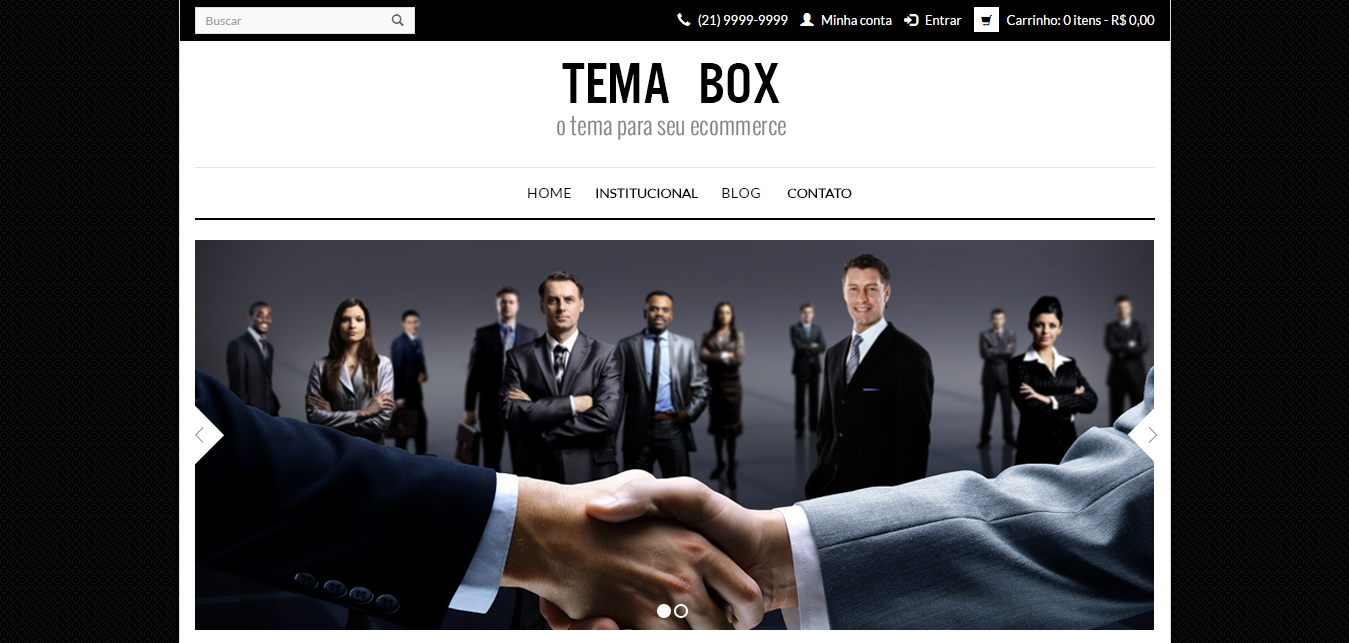 Buscar (21) 9999-9999 Minha conta Entrar Carrinho: 0 itens - R$ 0,00
TEMA BOX
o tema para seu ecommerce
HOME INSTITUCIONAL BLOG CONTATO